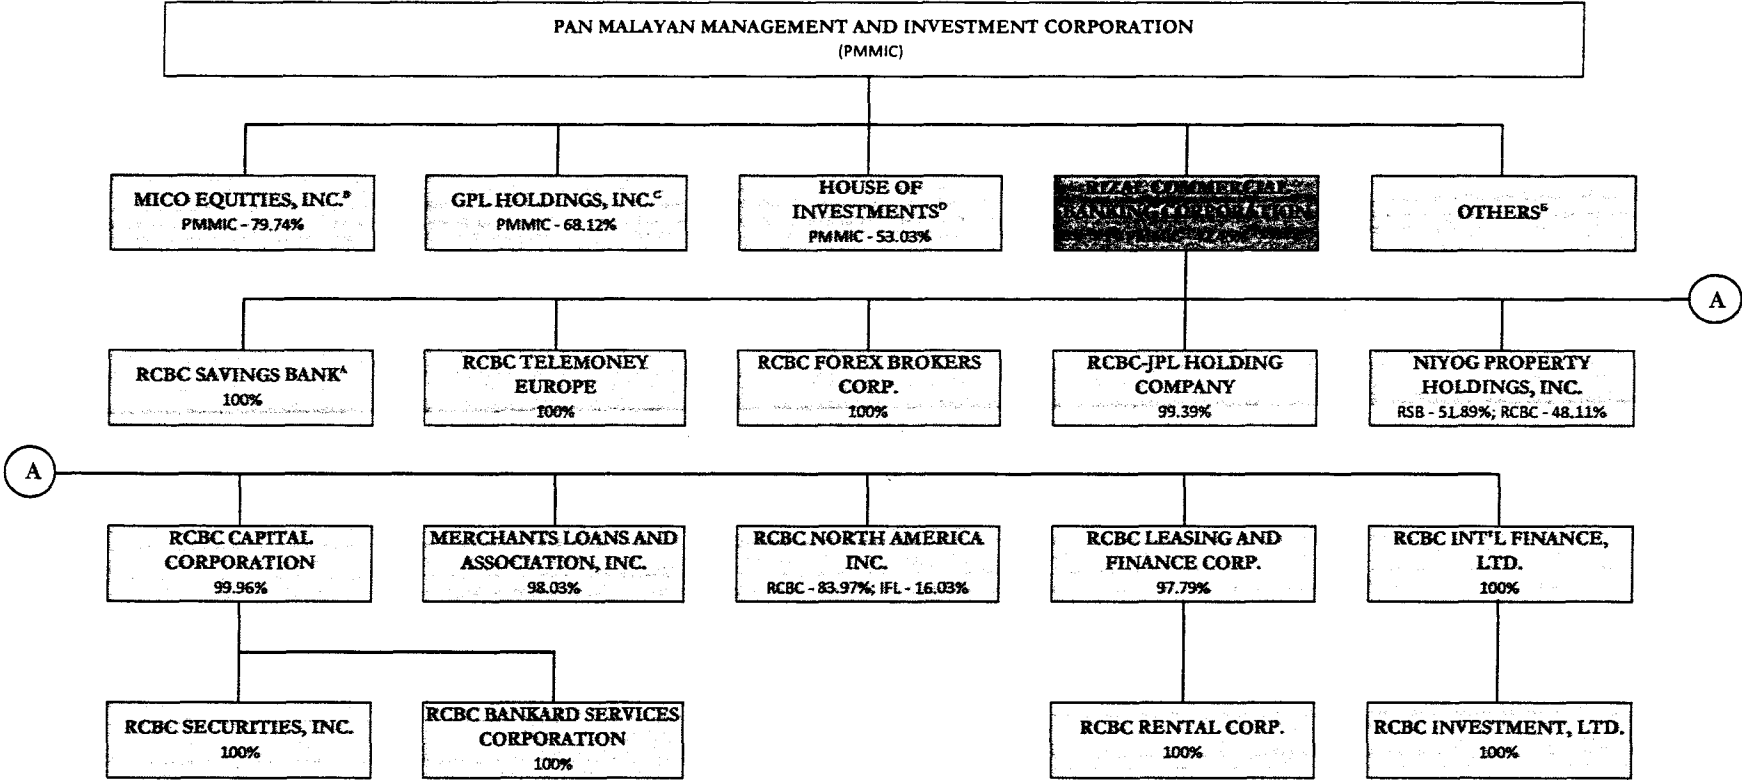 PAN MALAYAN MANAGEMENT AND INVESTMENT CORPORATION
(PMMIC)
MICO EQUITIES, INC.ᴮ
PMMIC - 79.74%
GPL HOLDINGS, INC.ᶜ
PMMIC - 68.12%
HOUSE OF
INVESTMENTSᴰ
PMMIC - 53.03%
RIZAL COMMERCIAL
BANKING CORPORATION
OTHERSᴱ
A
RCBC SAVINGS BANKᴬ
100%
RCBC TELEMONEY
EUROPE
100%
RCBC FOREX BROKERS
CORP.
100%
RCBC-JPL HOLDING
COMPANY
99.39%
NIYOG PROPERTY
HOLDINGS, INC.
RSB - 51.89%; RCBC - 48.11%
A
RCBC CAPITAL
CORPORATION
99.96%
MERCHANTS LOANS AND
ASSOCIATION, INC.
98.03%
RCBC NORTH AMERICA
INC.
RCBC - 83.97%; IFL - 16.03%
RCBC LEASING AND
FINANCE CORP.
97.79%
RCBC INT'L FINANCE,
LTD.
100%
RCBC SECURITIES, INC.
100%
RCBC BANKARD SERVICES
CORPORATION
100%
RCBC RENTAL CORP.
100%
RCBC INVESTMENT, LTD.
100%